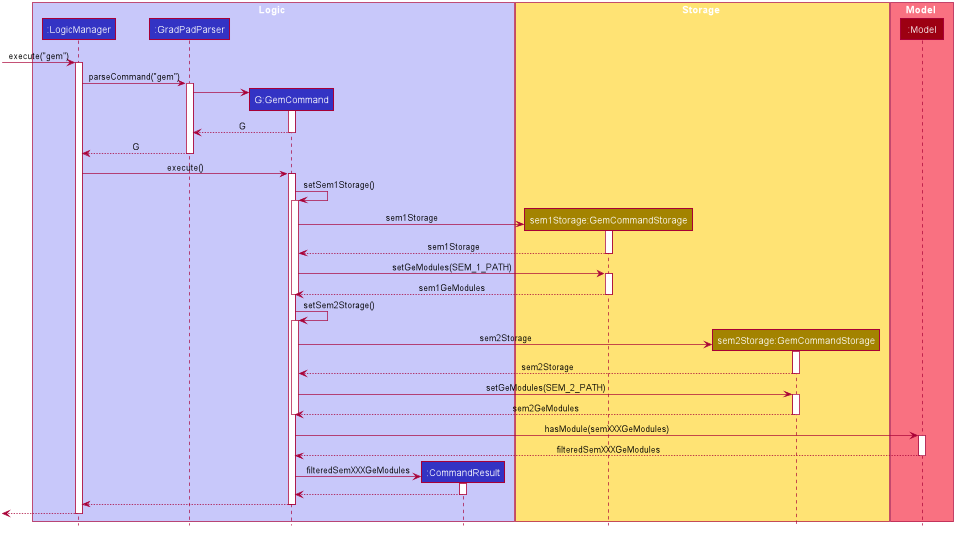 Logic
Storage
Model
:LogicManager
:GradPadParser
:Model
execute("gem")
parseCommand("gem")
G:GemCommand
G
G
execute()
setSem1Storage()
sem1Storage
sem1Storage:GemCommandStorage
sem1Storage
setGeModules(SEM_1_PATH)
sem1GeModules
setSem2Storage()
sem2Storage
sem2Storage:GemCommandStorage
sem2Storage
setGeModules(SEM_2_PATH)
sem2GeModules
hasModule(semXXXGeModules)
filteredSemXXXGeModules
filteredSemXXXGeModules
:CommandResult